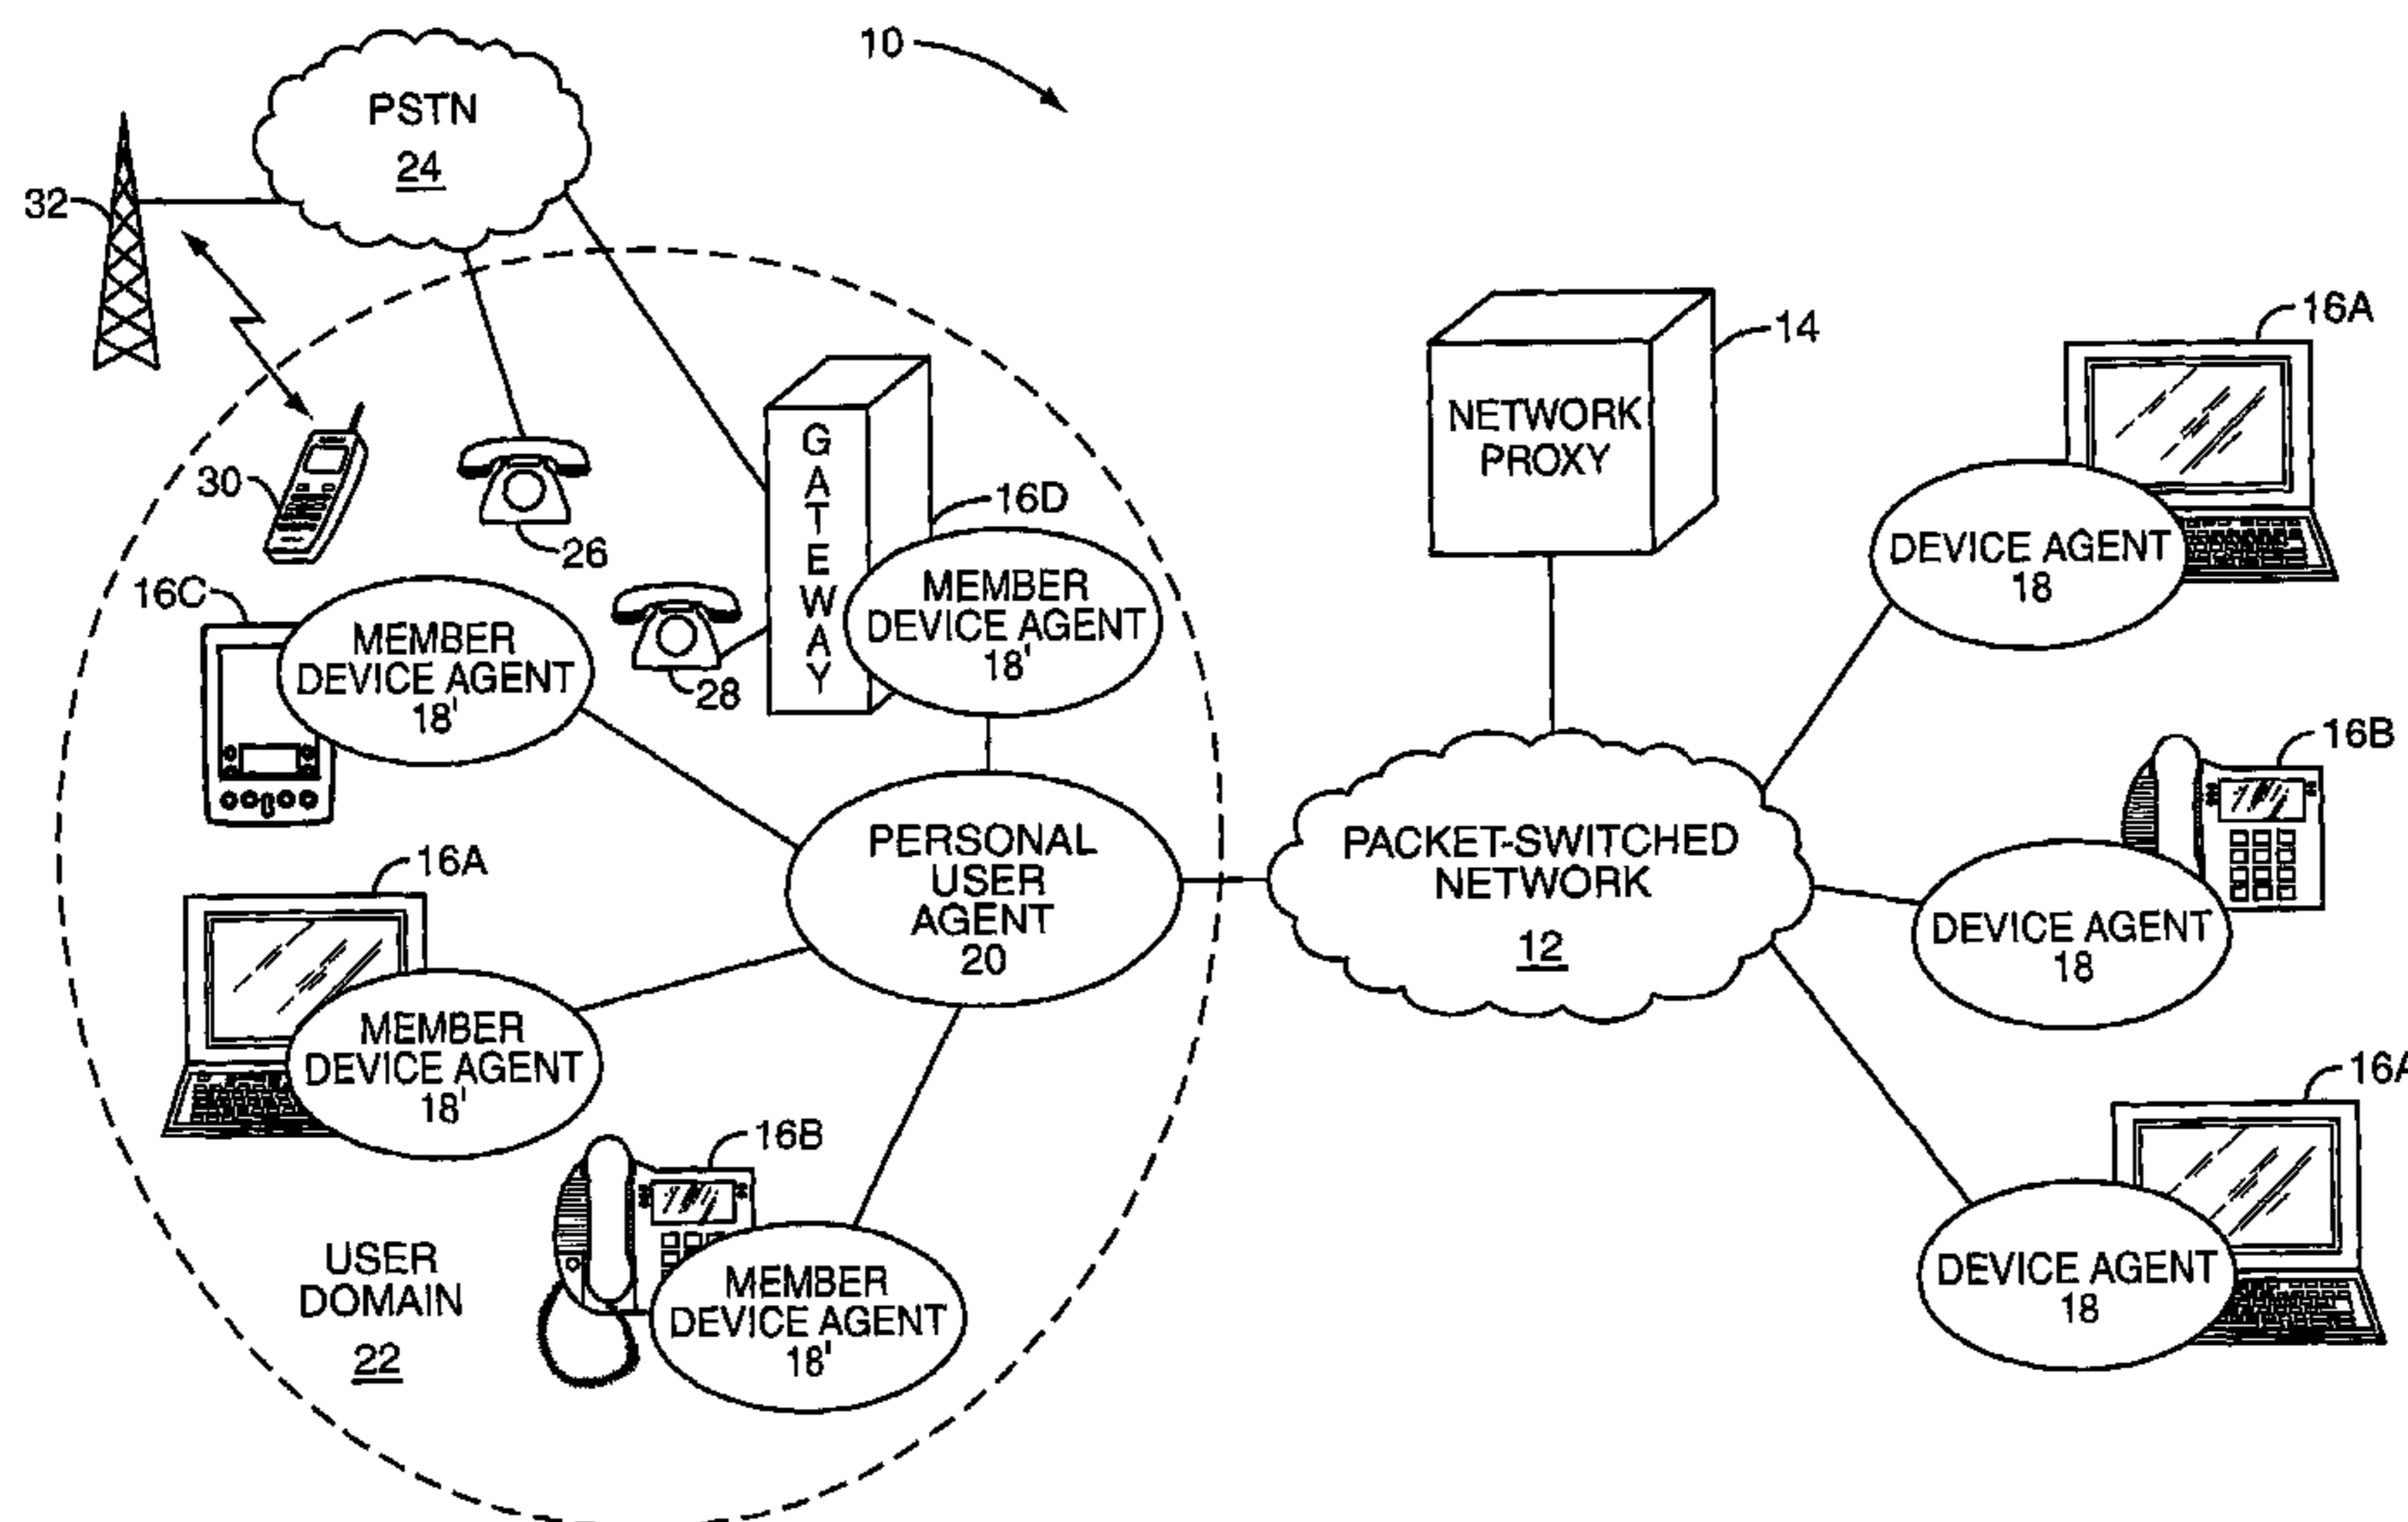 10
PSTN
24
32
30
26
16C
28
GATEWAY
16D
MEMBER
DEVICE AGENT
18'
MEMBER
DEVICE AGENT
18'
16A
MEMBER
DEVICE AGENT
18'
PERSONAL
USER
AGENT
20
16B
MEMBER
DEVICE AGENT
18'
USER
DOMAIN
22
NETWORK
PROXY
14
PACKET-SWITCHED
NETWORK
12
16A
DEVICE AGENT
18
16B
DEVICE AGENT
18
16A
DEVICE AGENT
18